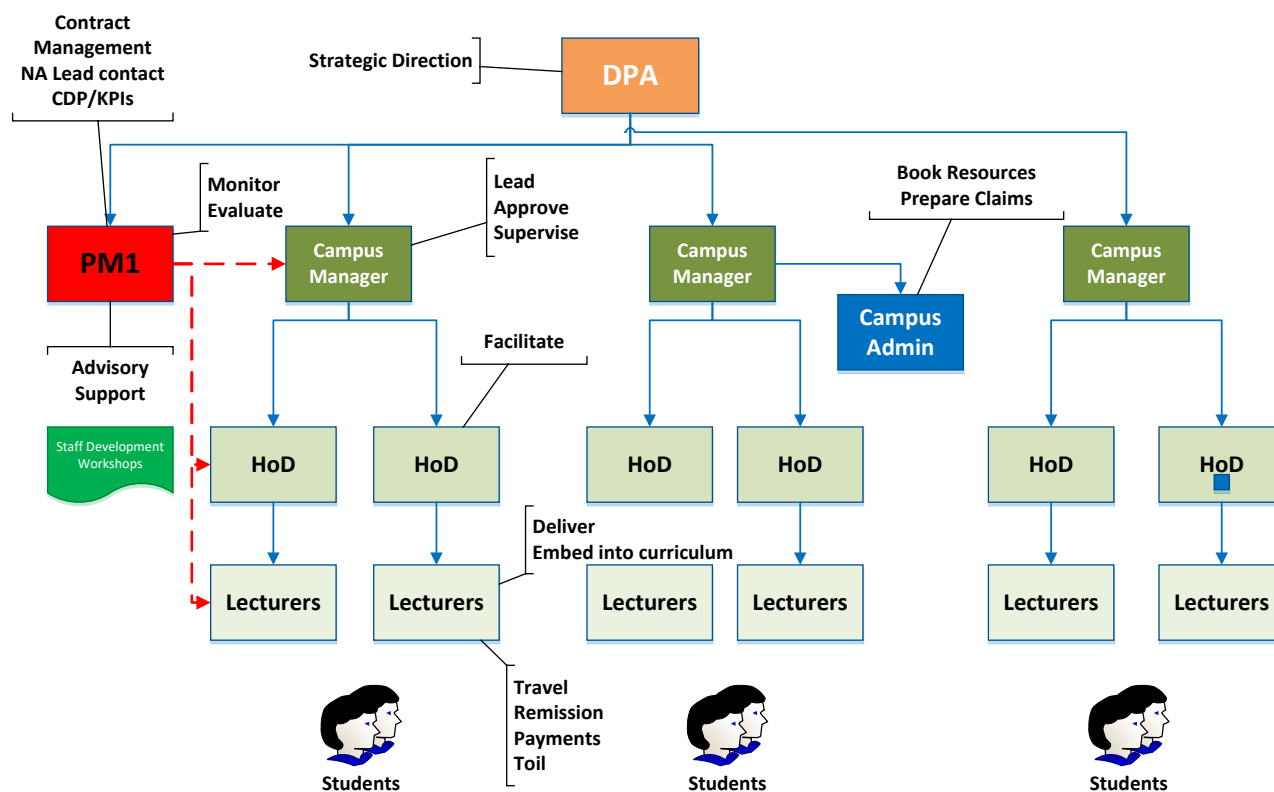 Contract
Management
NA Lead contact
CDP/KPIs
Strategic Direction
DPA
Monitor
Evaluate
Lead
Approve
Supervise
Book Resources
Prepare Claims
PM1
Campus
Manager
Campus
Manager
Campus
Manager
Campus
Admin
Advisory
Support
Facilitate
Staff Development
Workshops
HoD
HoD
HoD
HoD
HoD
HoD
Deliver
Embed into curriculum
Lecturers
Lecturers
Lecturers
Lecturers
Lecturers
Lecturers
Travel
Remission
Payments
Toil
Students
Students
Students